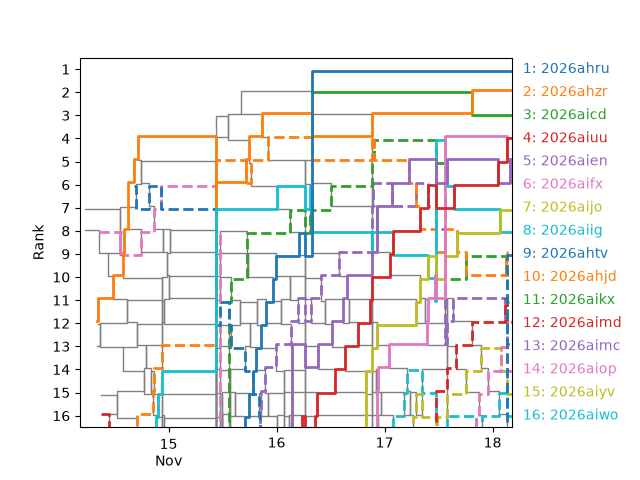 1
2
3
4
5
6
7
8
9
10
11
12
13
14
15
16
Rank
15
16
17
18
Nov
1: 2026ahru
2: 2026ahzr
3: 2026aicd
4: 2026aiuu
5: 2026aien
6: 2026aifx
7: 2026aijo
8: 2026aiig
9: 2026ahtv
10: 2026ahjd
11: 2026aikx
12: 2026aimd
13: 2026aimc
14: 2026aiop
15: 2026aiyv
16: 2026aiwo